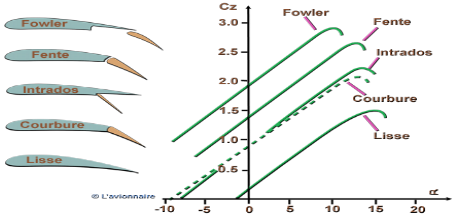 Fowler
Fente
Intrados
Courbure
Lisse
© L'avionnaire
Cz
3.0
2.5
2.0
1.5
1.0
0.5
-10
-5
0
5
10
15
20
α
Fowler
Fente
Intrados
Courbure
Lisse